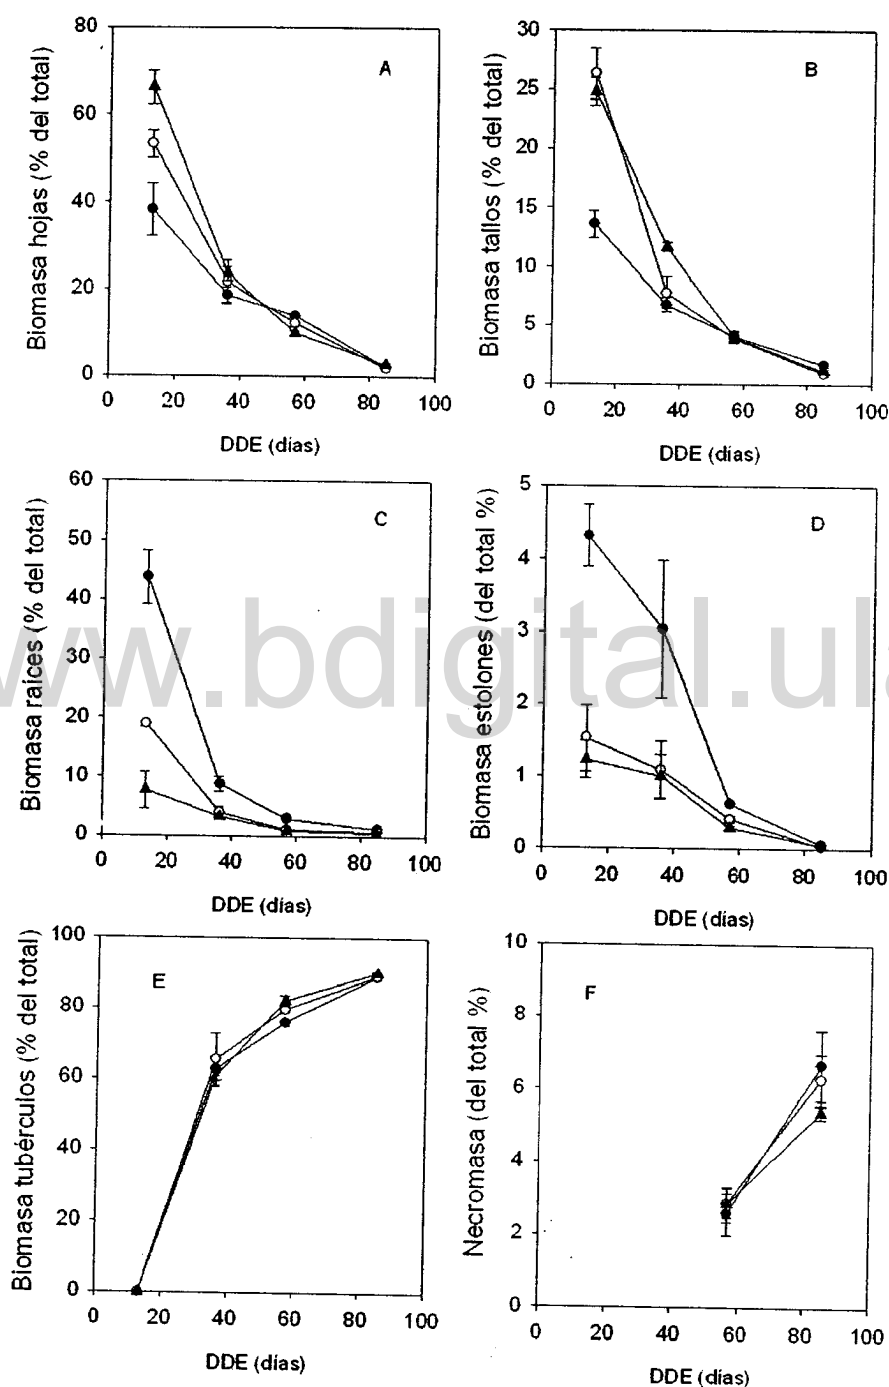 80
60
40
20
0
Biomasa hojas (% del total)
A
0 20 40 60 80 100
DDE (días)
30
25
20
15
10
5
0
Biomasa tallos (% del total)
B
0 20 40 60 80 100
DDE (días)
60
50
40
30
20
10
0
Biomasa raíces (% del total)
C
0 20 40 60 80 100
DDE (días)
5
4
3
2
1
0
Biomasa estolones (del total %)
D
0 20 40 60 80 100
DDE (días)
www.bdigital.ula
100
80
60
40
20
0
Biomasa tubérculos (% del total)
E
0 20 40 60 80 100
DDE (días)
10
8
6
4
2
0
Necromasa (del total %)
F
0 20 40 60 80 100
DDE (días)